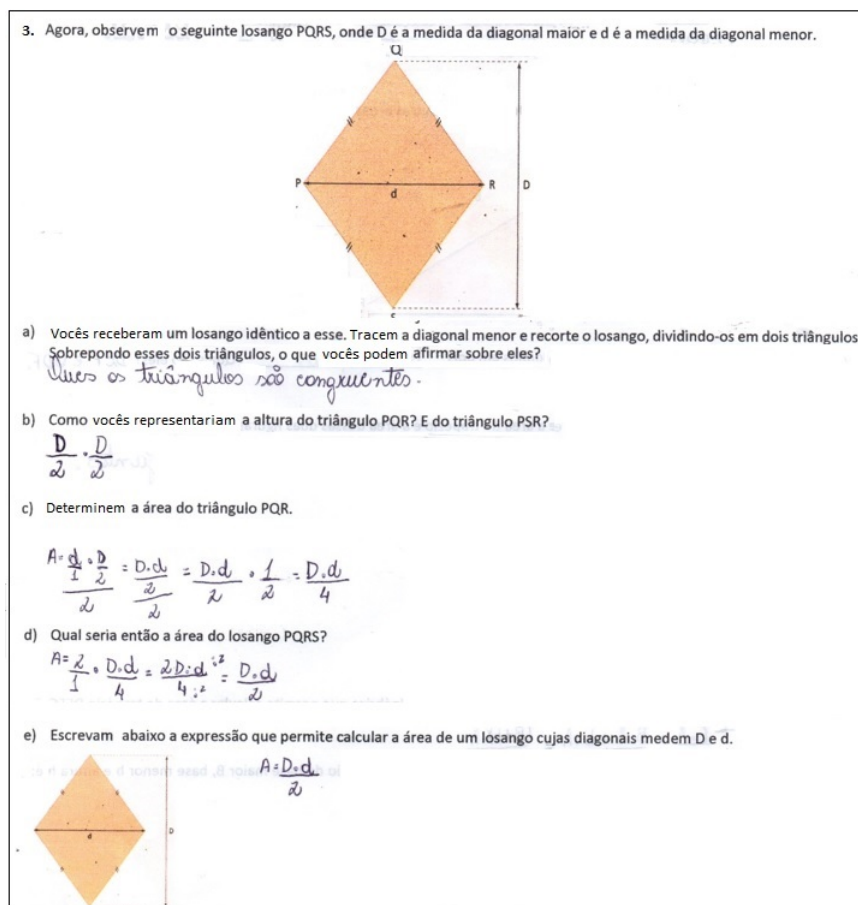 3. Agora, observem o seguinte losango PQRS, onde D é a medida da diagonal maior e d é a medida da diagonal menor.
Q
P
R
D
d
a) Vocês receberam um losango idêntico a esse. Tracem a diagonal menor e recorte o losango, dividindo-os em dois triângulos
Sobrepondo esses dois triângulos, o que vocês podem afirmar sobre eles?
Ques os triângulos são congruentes.
b) Como vocês representariam a altura do triângulo PQR? E do triângulo PSR?
D/2 . D/2
c) Determinem a área do triângulo PQR.
A = (d/1 . D/2)/2 = (D.d/2)/2 = D.d/2 . 1/2 = D.d/4
d) Qual seria então a área do losango PQRS?
A = 2/1 . D.d/4 = 2D.d :2/4 :2 = D.d/2
e) Escrevam abaixo a expressão que permite calcular a área de um losango cujas diagonais medem D e d.
A = D.d/2
d
D